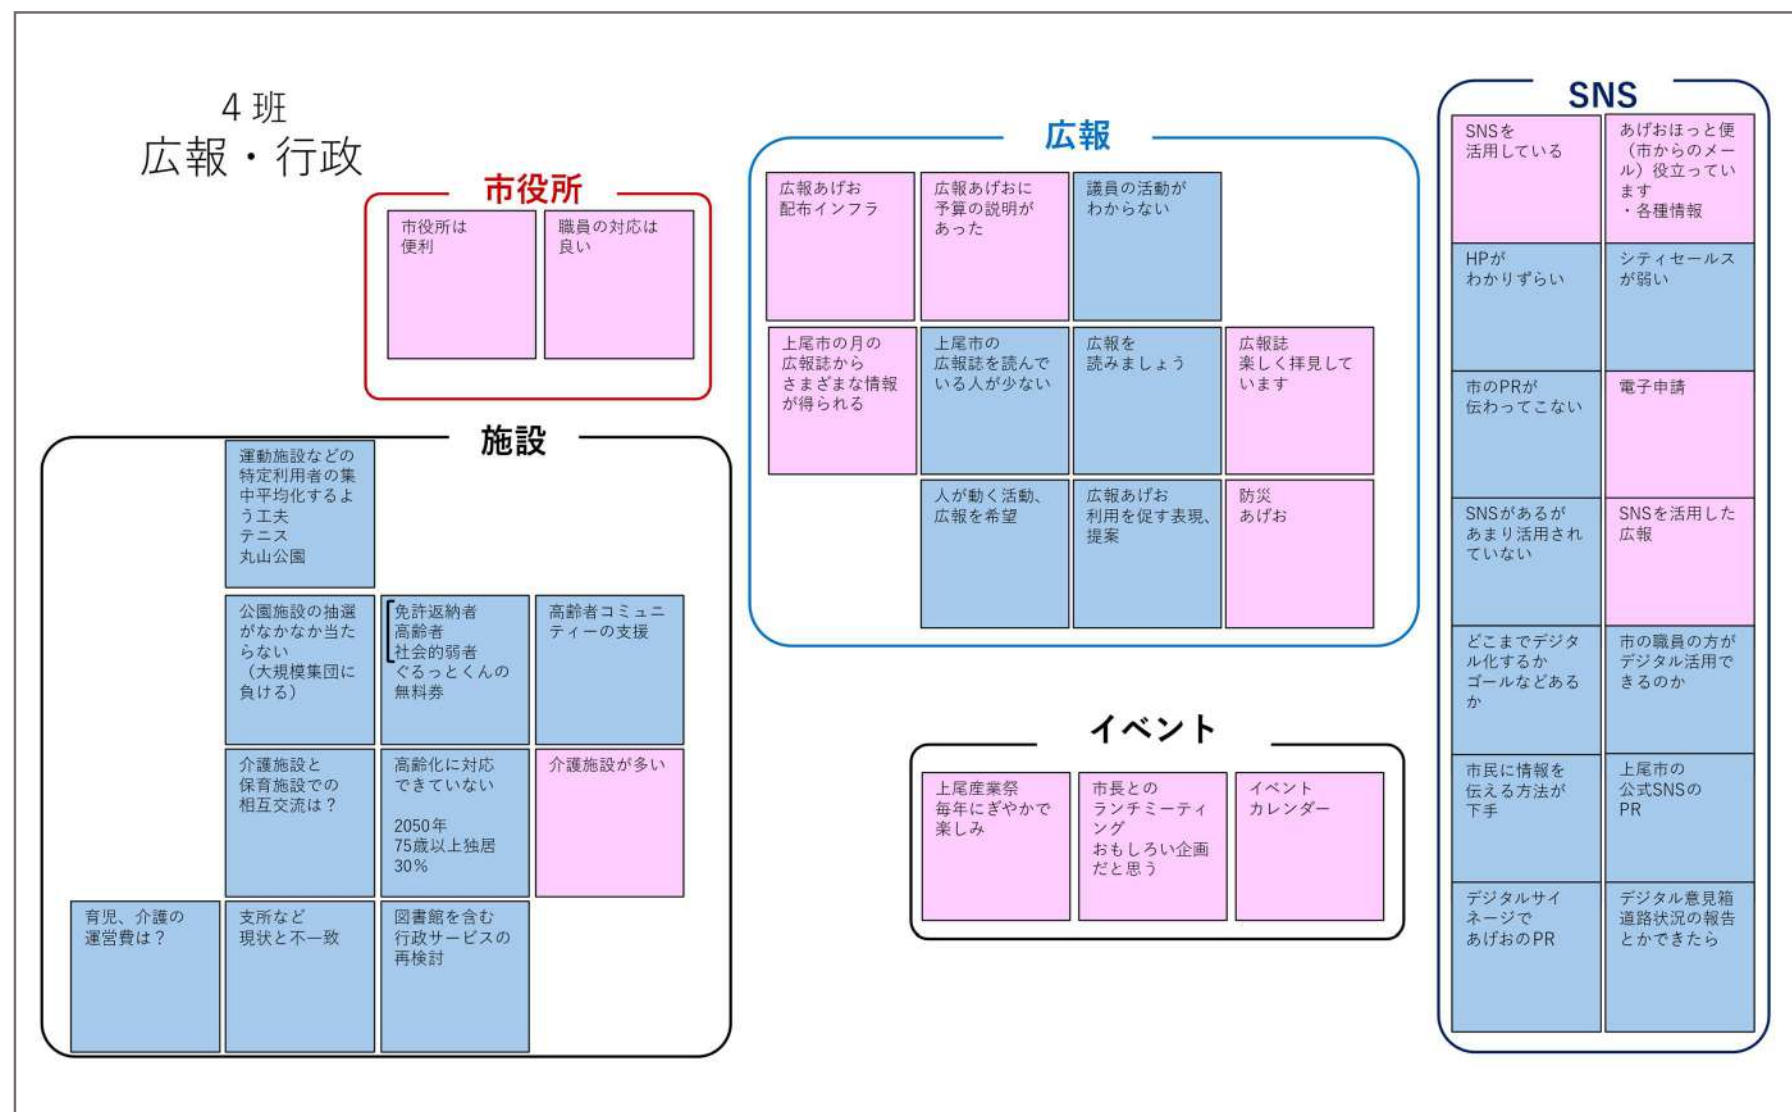 4 班
広報・行政
市役所
市役所は
便利
職員の対応は
良い
広報
広報あげお
配布インフラ
広報あげおに
予算の説明が
あった
議員の活動が
わからない
上尾市の月の
広報誌から
さまざまな情報
が得られる
上尾市の
広報誌を読んで
いる人が少ない
広報を
読みましょう
広報誌
楽しく拝見して
います
人が動く活動、
広報を希望
広報あげお
利用を促す表現、
提案
防災
あげお
SNS
SNSを
活用している
あげおほっと便
（市からのメー
ル）役立ってい
ます
・各種情報
HPが
わかりずらい
シティセールス
が弱い
市のPRが
伝わってこない
電子申請
SNSがあるが
あまり活用され
ていない
SNSを活用した
広報
どこまでデジタ
ル化するか
ゴールなどある
か
市の職員の方が
デジタル活用で
きるのか
市民に情報を
伝える方法が
下手
上尾市の
公式SNSの
PR
デジタルサイ
ネージで
あげおのPR
デジタル意見箱
道路状況の報告
とかできたら
施設
運動施設などの
特定利用者の集
中平均化するよ
う工夫
テニス
丸山公園
公園施設の抽選
がなかなか当た
らない
（大規模集団に
負ける）
免許返納者
高齢者
社会的弱者
ぐるっとくんの
無料券
高齢者コミュニ
ティーの支援
介護施設と
保育施設での
相互交流は？
高齢化に対応
できていない
2050年
75歳以上独居
30%
介護施設が多い
育児、介護の
運営費は？
支所など
現状と不一致
図書館を含む
行政サービスの
再検討
イベント
上尾産業祭
毎年にぎやかで
楽しみ
市長との
ランチミーティ
ング
おもしろい企画
だと思う
イベント
カレンダー